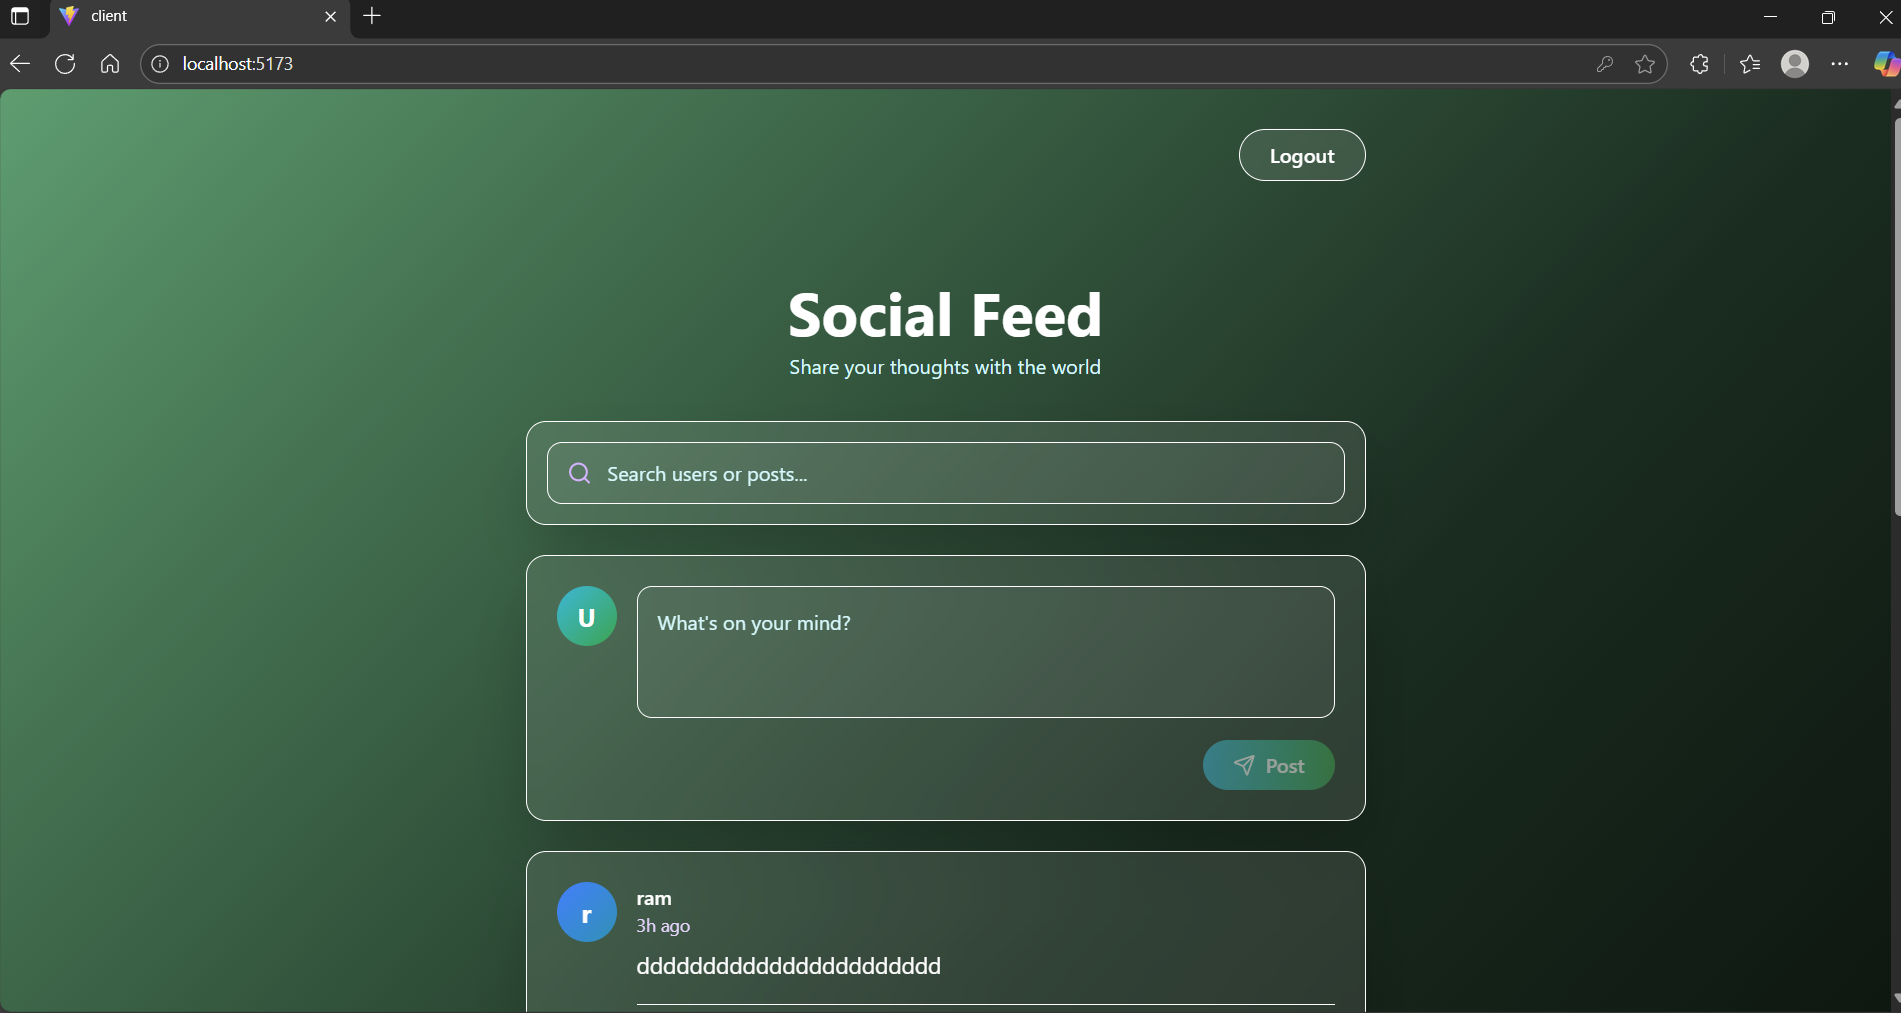 client
localhost:5173
Logout
Social Feed
Share your thoughts with the world
Search users or posts...
U
What's on your mind?
Post
r
ram
3h ago
ddddddddddddddddddddddd